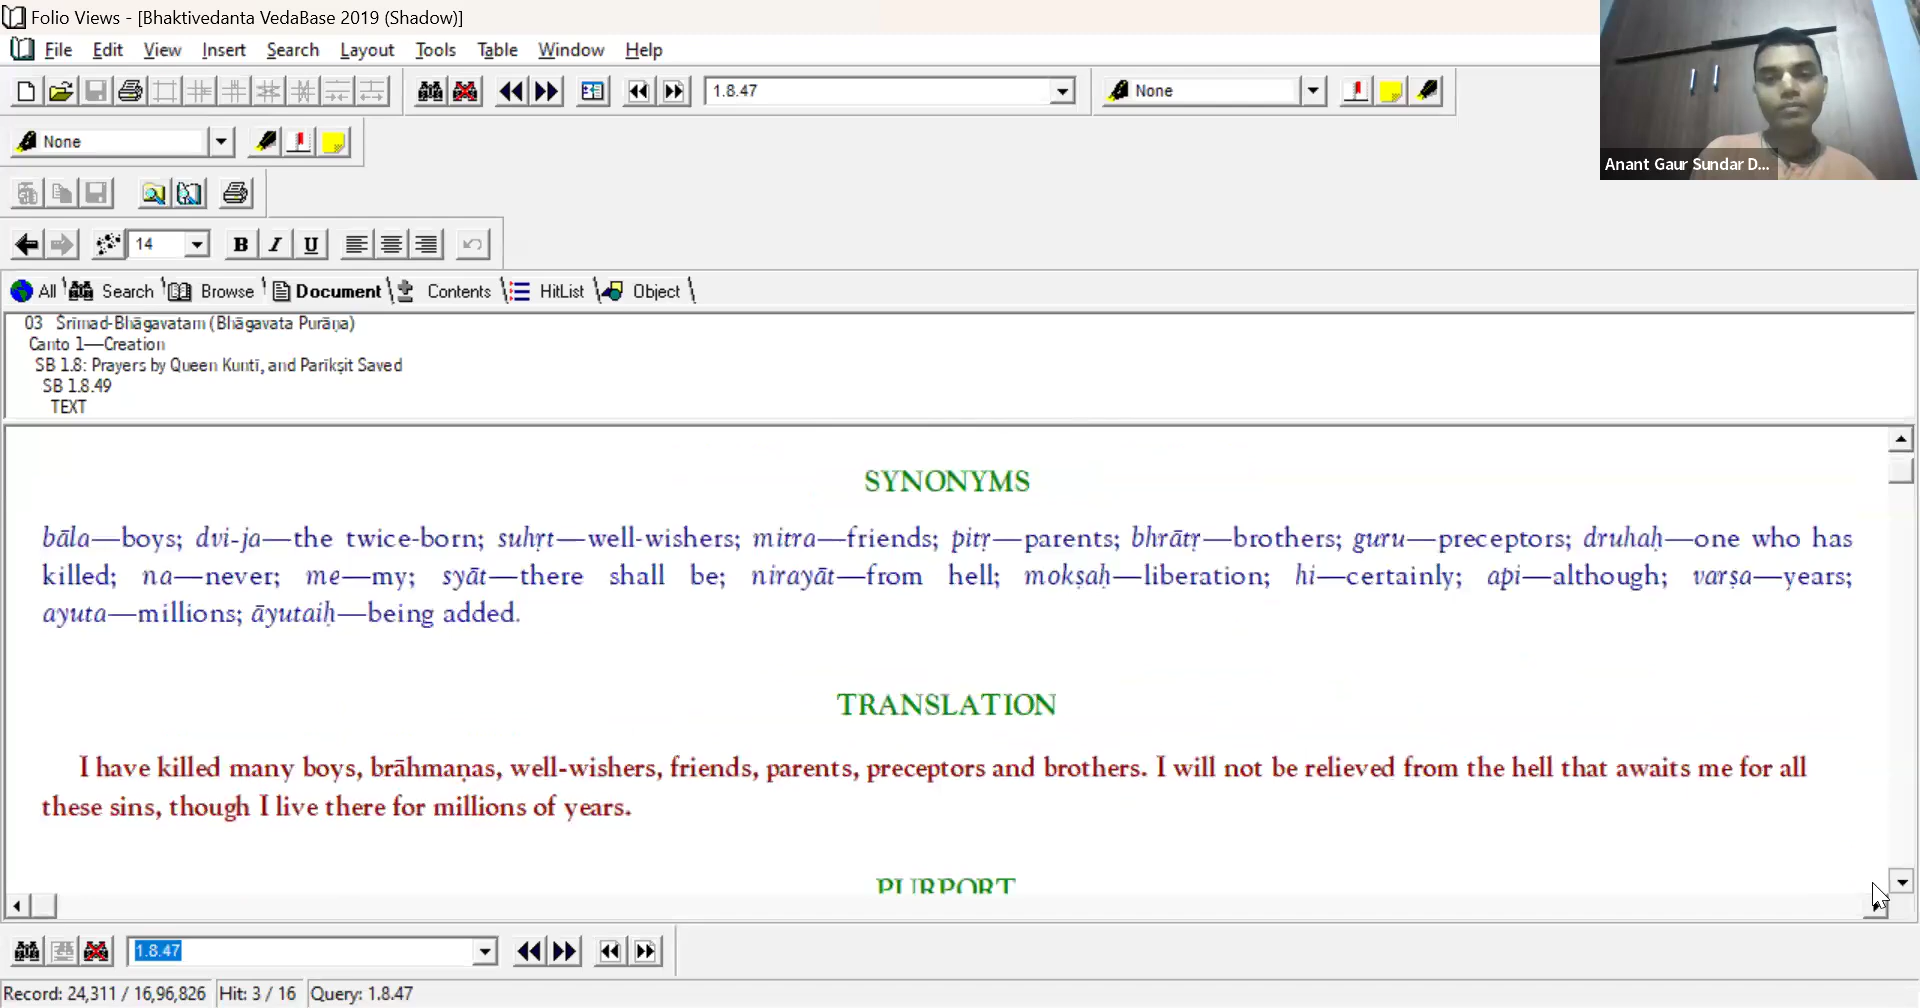 Folio Views - [Bhaktivedanta VedaBase 2019 (Shadow)]
File Edit View Insert Search Layout Tools Table Window Help
1.8.47 None
None
Anant Gaur Sundar D...
14 B I U
All Search Browse Document Contents HitList Object
03 Śrīmad-Bhāgavatam (Bhāgavata Purāṇa)
Canto 1—Creation
SB 1.8: Prayers by Queen Kuntī, and Parīkṣit Saved
SB 1.8.49
TEXT
SYNONYMS
bāla—boys; dvi-ja—the twice-born; suhṛt—well-wishers; mitra—friends; pitṛ—parents; bhrātṛ—brothers; guru—preceptors; druhaḥ—one who has
killed; na—never; me—my; syāt—there shall be; nirayāt—from hell; mokṣaḥ—liberation; hi—certainly; api—although; varṣa—years;
ayuta—millions; āyutaiḥ—being added.
TRANSLATION
I have killed many boys, brāhmaṇas, well-wishers, friends, parents, preceptors and brothers. I will not be relieved from the hell that awaits me for all
these sins, though I live there for millions of years.
PURPORT
1.8.47
Record: 24,311 / 16,96,826 Hit: 3 / 16 Query: 1.8.47